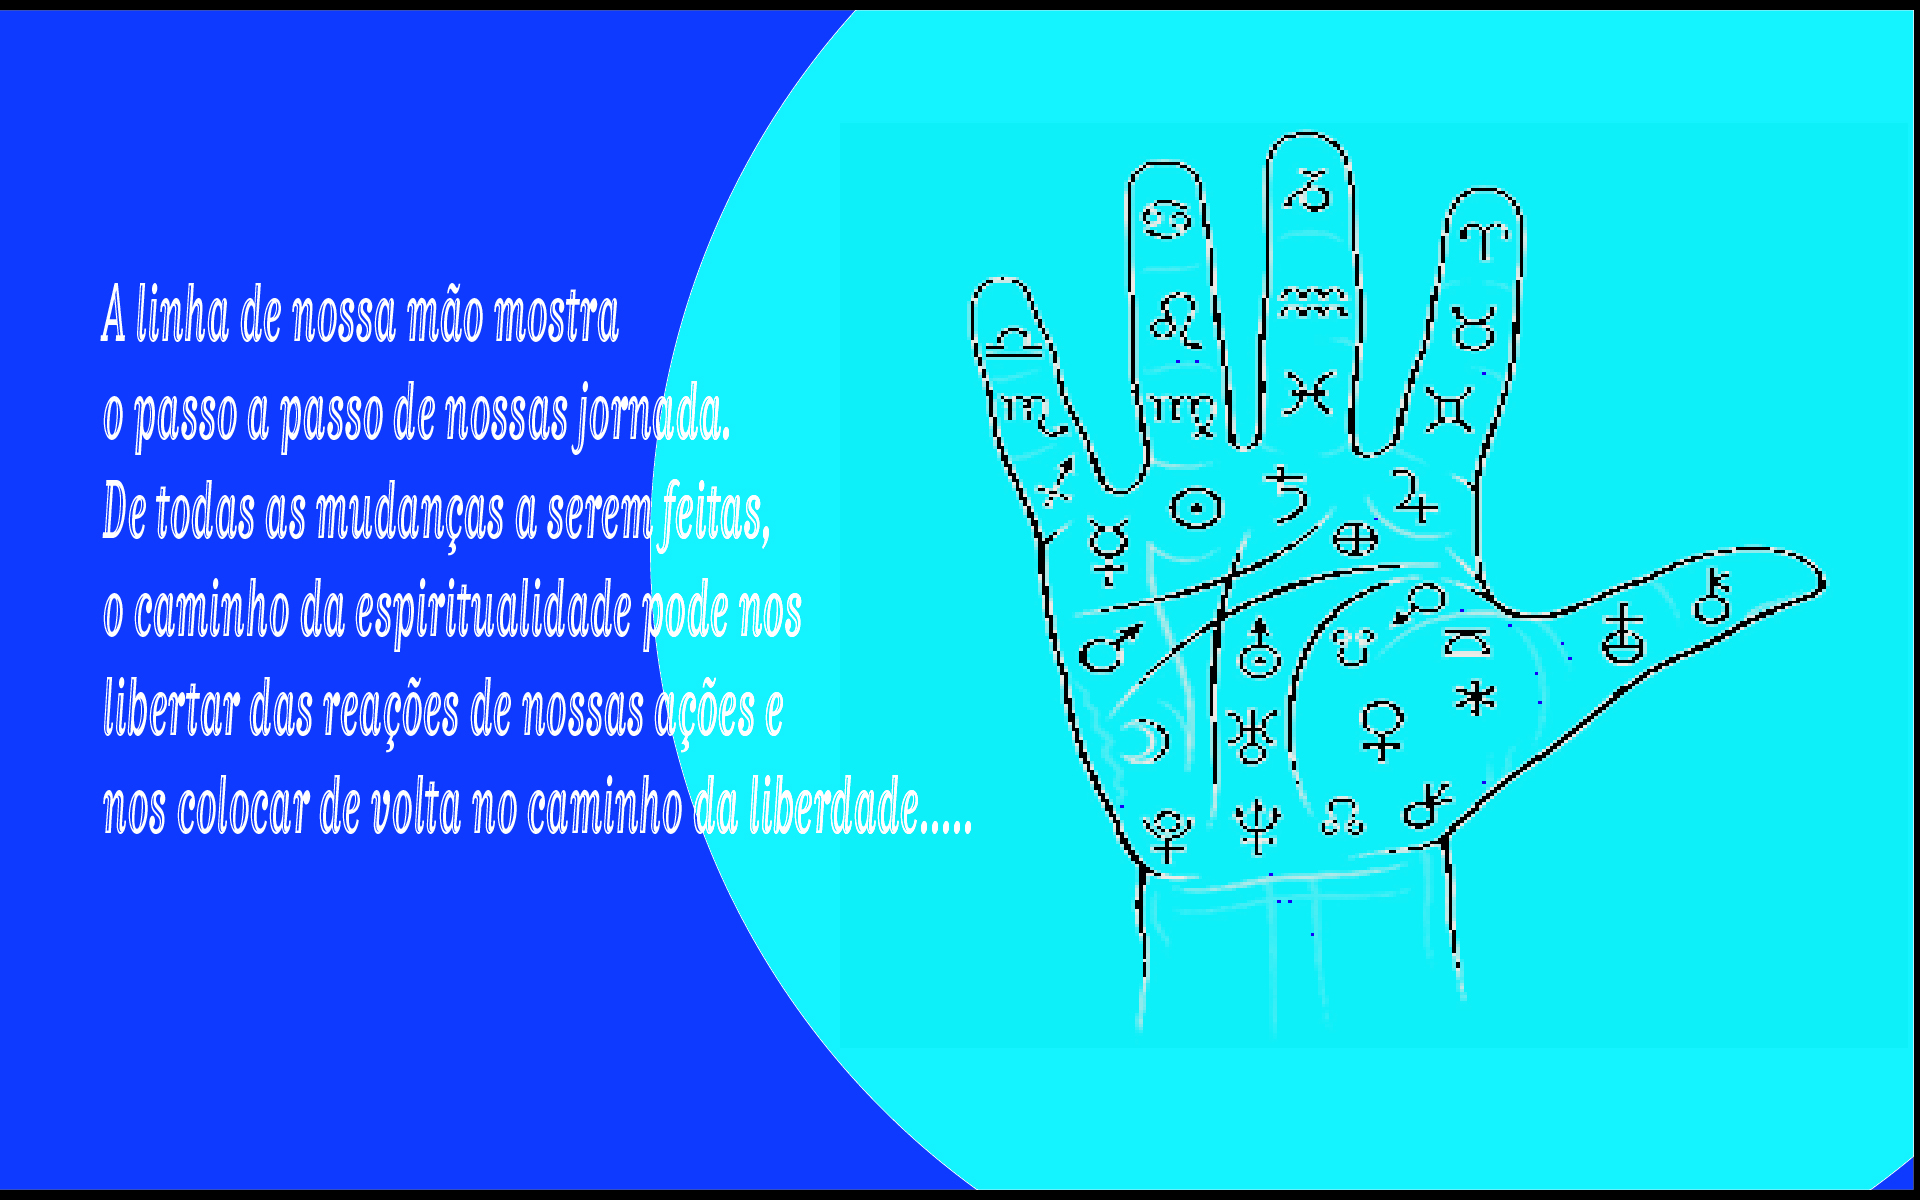 A linha de nossa mão mostra
o passo a passo de nossas jornada.
De todas as mudanças a serem feitas,
o caminho da espiritualidade pode nos
libertar das reações de nossas ações e
nos colocar de volta no caminho da liberdade.....